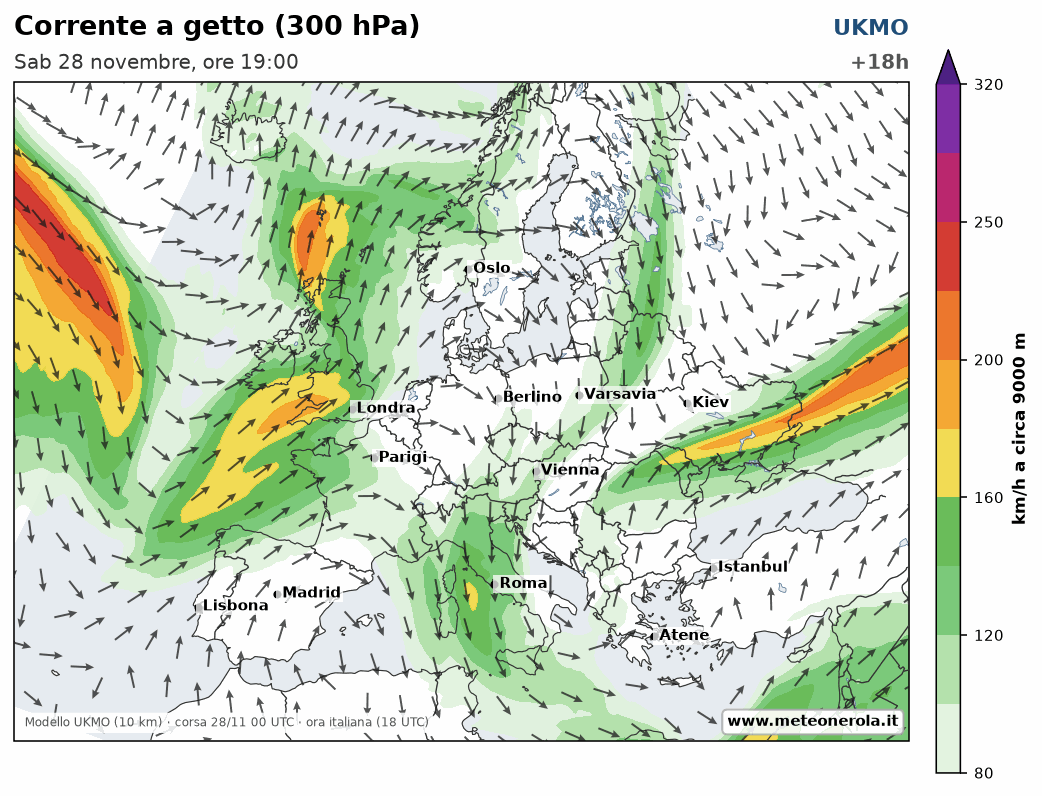 Corrente a getto (300 hPa)
UKMO
Sab 28 novembre, ore 19:00
+18h
320
250
200
160
120
80
km/h a circa 9000 m
Oslo
Londra
Berlino
Varsavia
Kiev
Parigi
Vienna
Istanbul
Roma
Madrid
Lisbona
Atene
Modello UKMO (10 km) · corsa 28/11 00 UTC · ora italiana (18 UTC)
www.meteonerola.it